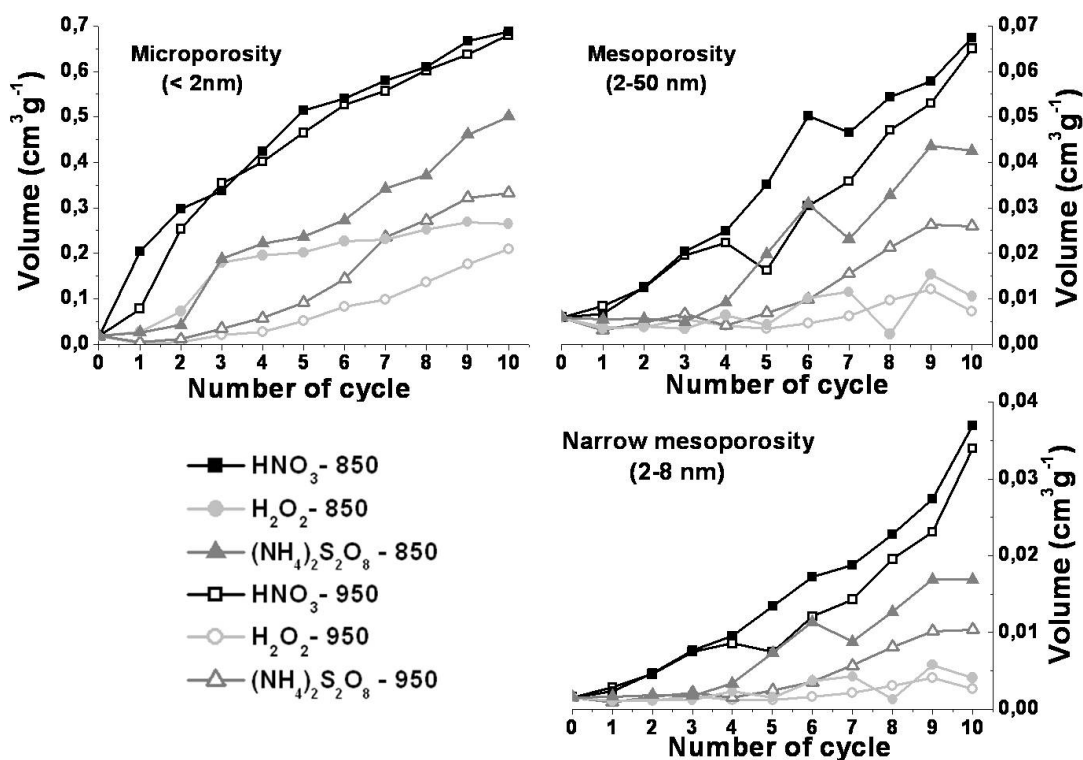 Microporosity
(< 2nm)
Volume (cm³g⁻¹)
0,7
0,6
0,5
0,4
0,3
0,2
0,1
0,0
0 1 2 3 4 5 6 7 8 9 10
Number of cycle
Mesoporosity
(2-50 nm)
0,07
0,06
0,05
0,04
0,03
0,02
0,01
0,00
Volume (cm³g⁻¹)
0 1 2 3 4 5 6 7 8 9 10
Number of cycle
HNO₃- 850
H₂O₂- 850
(NH₄)₂S₂O₈ - 850
HNO₃- 950
H₂O₂- 950
(NH₄)₂S₂O₈ - 950
Narrow mesoporosity
(2-8 nm)
0,04
0,03
0,02
0,01
0,00
Volume (cm³g⁻¹)
0 1 2 3 4 5 6 7 8 9 10
Number of cycle